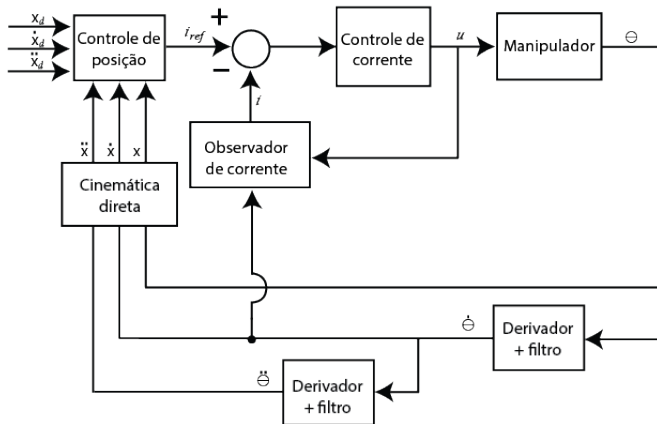 x_d
ẋ_d
ẍ_d
Controle de
posição
i_ref
+
−
Controle de
corrente
u
Manipulador
Θ
i
Observador
de corrente
ẍ ẋ x
Cinemática
direta
Θ̇
Derivador
+ filtro
Θ̈
Derivador
+ filtro